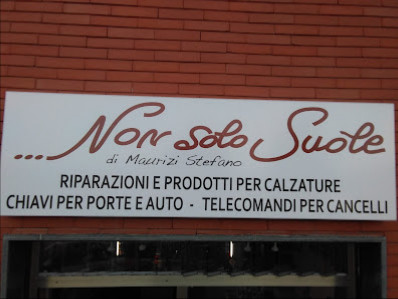 ....Non solo Suole
di Maurizi Stefano
RIPARAZIONI E PRODOTTI PER CALZATURE
CHIAVI PER PORTE E AUTO - TELECOMANDI PER CANCELLI